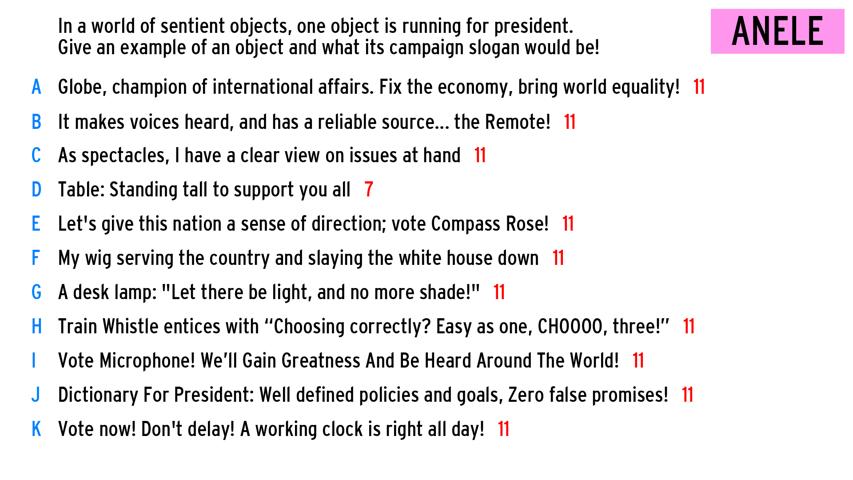 In a world of sentient objects, one object is running for president.
Give an example of an object and what its campaign slogan would be!
ANELE
A Globe, champion of international affairs. Fix the economy, bring world equality! 11
B It makes voices heard, and has a reliable source... the Remote! 11
C As spectacles, I have a clear view on issues at hand 11
D Table: Standing tall to support you all 7
E Let's give this nation a sense of direction; vote Compass Rose! 11
F My wig serving the country and slaying the white house down 11
G A desk lamp: "Let there be light, and no more shade!" 11
H Train Whistle entices with “Choosing correctly? Easy as one, CHOOOO, three!” 11
I Vote Microphone! We’ll Gain Greatness And Be Heard Around The World! 11
J Dictionary For President: Well defined policies and goals, Zero false promises! 11
K Vote now! Don't delay! A working clock is right all day! 11